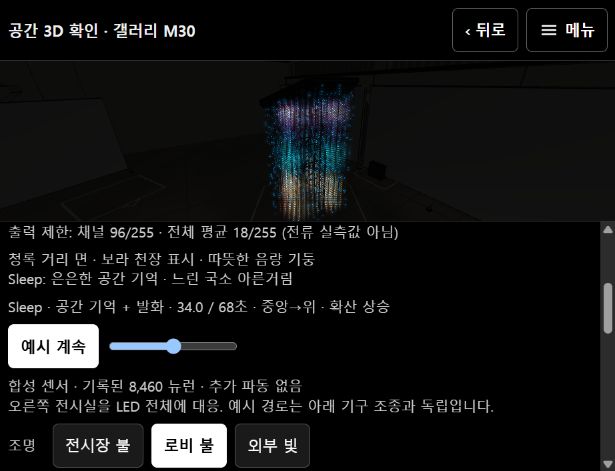 공간 3D 확인 · 갤러리 M30
‹ 뒤로
☰ 메뉴
출력 제한: 채널 96/255 · 전체 평균 18/255 (전류 실측값 아님)
청록 거리 면 · 보라 천장 표시 · 따뜻한 음량 기둥
Sleep: 은은한 공간 기억 · 느린 국소 아른거림
Sleep · 공간 기억 + 발화 · 34.0 / 68초 · 중앙→위 · 확산 상승
예시 계속
합성 센서 · 기록된 8,460 뉴런 · 추가 파동 없음
오른쪽 전시실을 LED 전체에 대응. 예시 경로는 아래 기구 조종과 독립입니다.
조명
전시장 불
로비 불
외부 빛